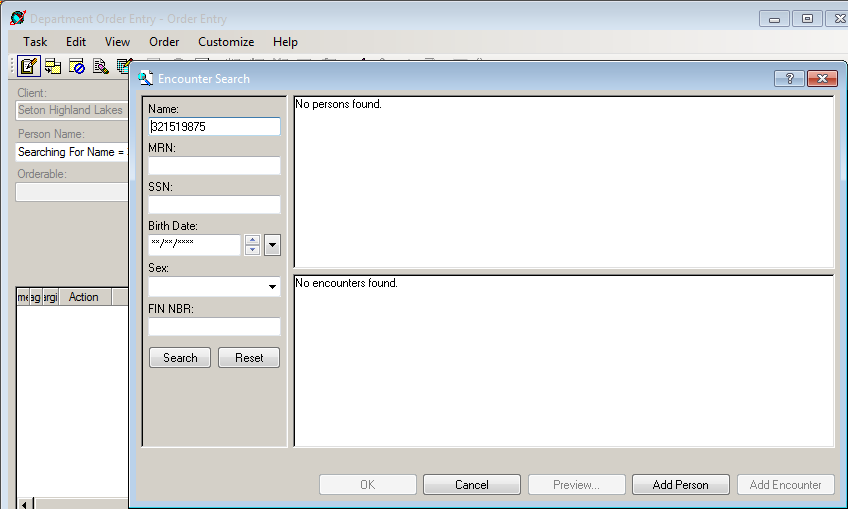 Department Order Entry - Order Entry
Task Edit View Order Customize Help
Client:
Seton Highland Lakes
Person Name:
Searching For Name =
Orderable:
Action
Encounter Search
Name:
321519875
MRN:
SSN:
Birth Date:
**/**/****
Sex:
FIN NBR:
Search Reset
No persons found.
No encounters found.
OK Cancel Preview... Add Person Add Encounter